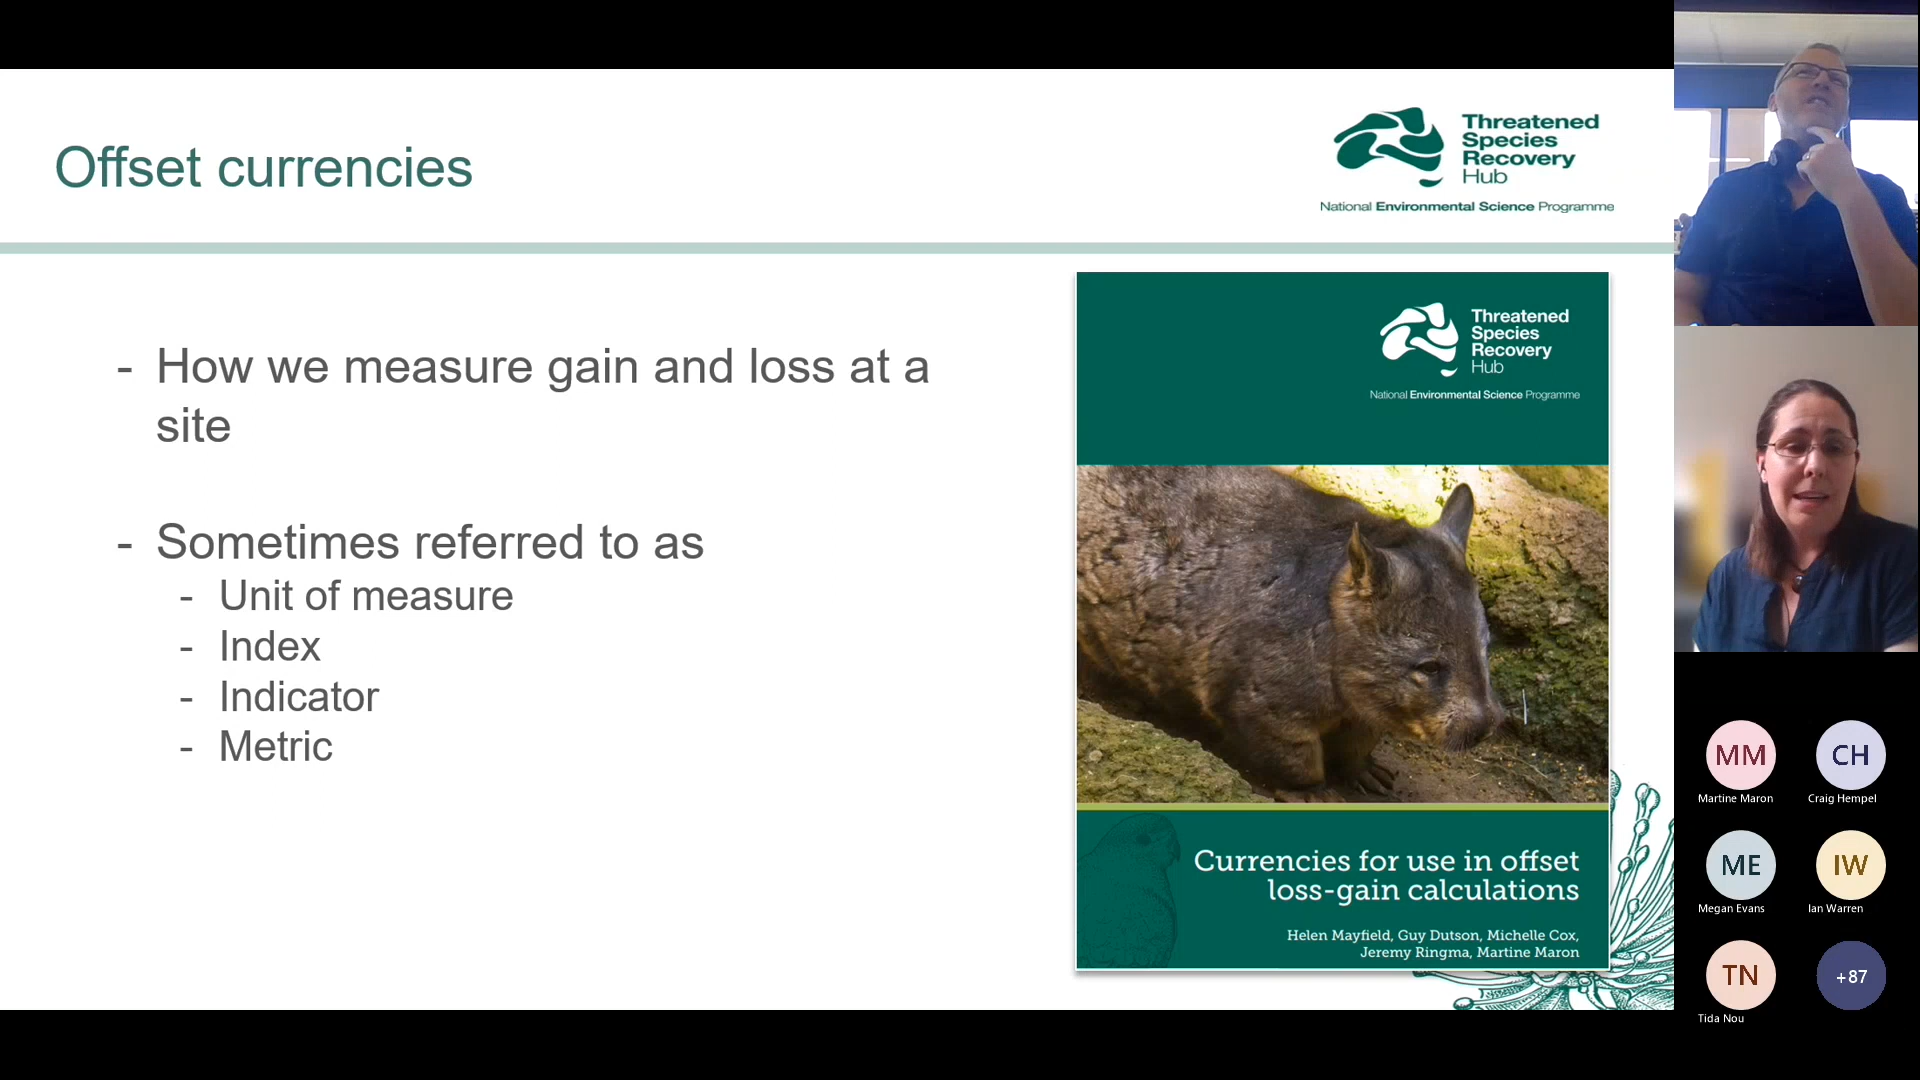 Offset currencies
Threatened
Species
Recovery
Hub
National Environmental Science Programme
- How we measure gain and loss at a
site
- Sometimes referred to as
- Unit of measure
- Index
- Indicator
- Metric
Threatened
Species
Recovery
Hub
National Environmental Science Programme
Currencies for use in offset
loss-gain calculations
Helen Mayfield, Guy Dutson, Michelle Cox,
Jeremy Ringma, Martine Maron
MM
Martine Maron
CH
Craig Hempel
ME
Megan Evans
IW
Ian Warren
TN
Tida Nou
+87